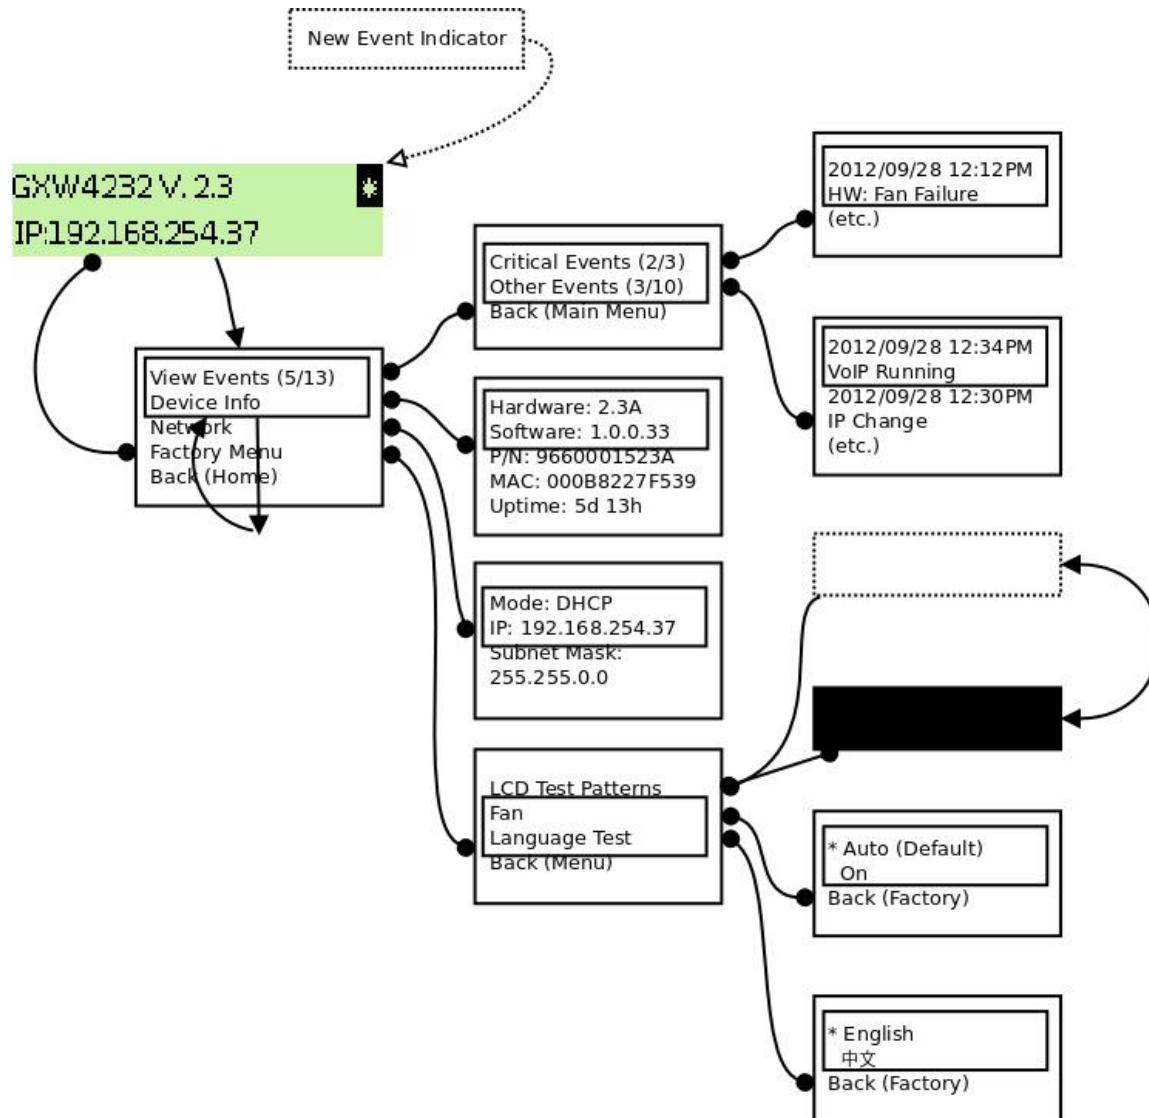 New Event Indicator
GXW4232 V. 2.3 *
IP:192.168.254.37
View Events (5/13)
Device Info
Network
Factory Menu
Back (Home)
Critical Events (2/3)
Other Events (3/10)
Back (Main Menu)
Hardware: 2.3A
Software: 1.0.0.33
P/N: 9660001523A
MAC: 000B8227F539
Uptime: 5d 13h
Mode: DHCP
IP: 192.168.254.37
Subnet Mask:
255.255.0.0
LCD Test Patterns
Fan
Language Test
Back (Menu)
2012/09/28 12:12PM
HW: Fan Failure
(etc.)
2012/09/28 12:34PM
VoIP Running
2012/09/28 12:30PM
IP Change
(etc.)
* Auto (Default)
On
Back (Factory)
* English
中文
Back (Factory)